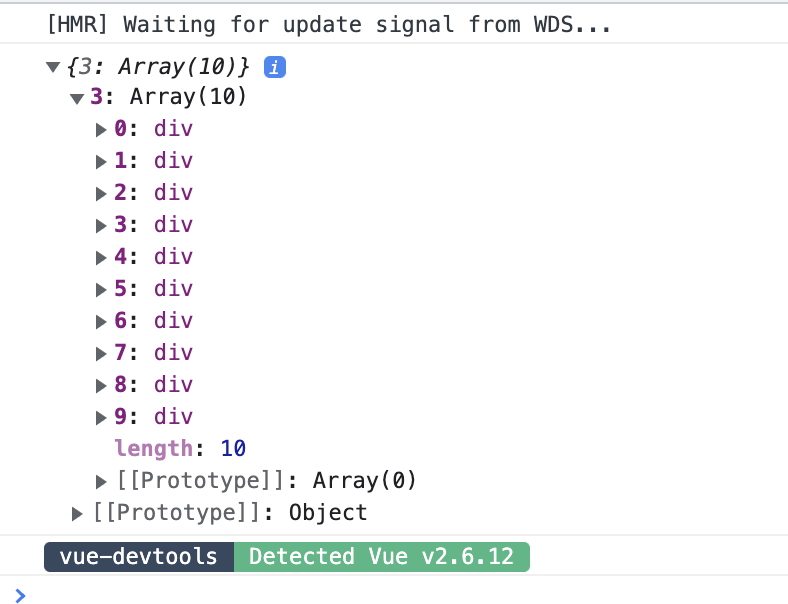 [HMR] Waiting for update signal from WDS...
{3: Array(10)} i
3: Array(10)
0: div
1: div
2: div
3: div
4: div
5: div
6: div
7: div
8: div
9: div
length: 10
[[Prototype]]: Array(0)
[[Prototype]]: Object
vue-devtools Detected Vue v2.6.12